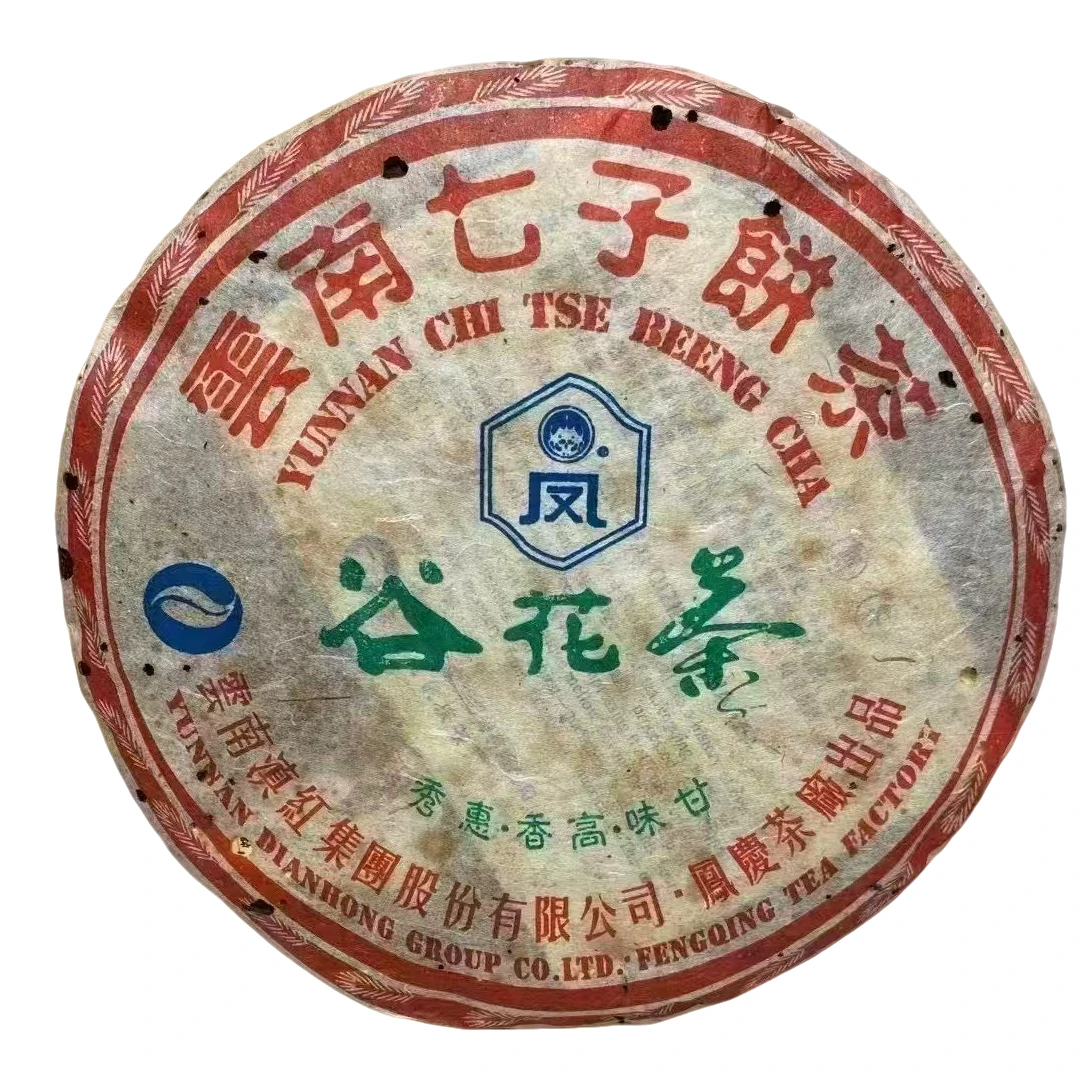 雲南七子餅茶
YUNNAN CHI TSE BEENG CHA
凤
谷花茶
秀惠·香高·味甘
雲南滇紅集團股份有限公司·鳳慶茶廠出品
YUNNAN DIANHONG GROUP CO.LTD. FENGQING TEA FACTORY